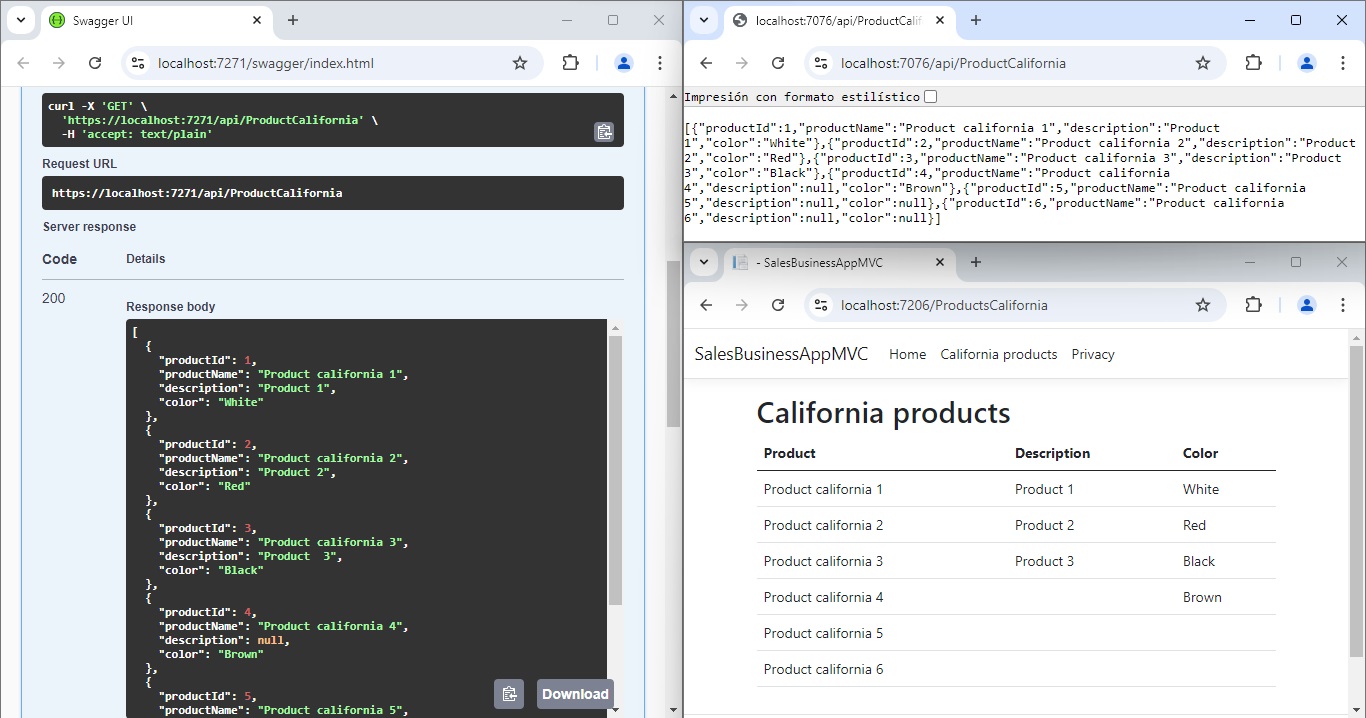 Swagger UI
localhost:7271/swagger/index.html
curl -X 'GET' \
'https://localhost:7271/api/ProductCalifornia' \
-H 'accept: text/plain'
Request URL
https://localhost:7271/api/ProductCalifornia
Server response
Code Details
200
Response body
[
{
"productId": 1,
"productName": "Product california 1",
"description": "Product 1",
"color": "White"
},
{
"productId": 2,
"productName": "Product california 2",
"description": "Product 2",
"color": "Red"
},
{
"productId": 3,
"productName": "Product california 3",
"description": "Product  3",
"color": "Black"
},
{
"productId": 4,
"productName": "Product california 4",
"description": null,
"color": "Brown"
},
{
"productId": 5,
"productName": "Product california 5",
Download
localhost:7076/api/ProductCalif
localhost:7076/api/ProductCalifornia
Impresión con formato estilístico
[{"productId":1,"productName":"Product california 1","description":"Product
1","color":"White"},{"productId":2,"productName":"Product california 2","description":"Product
2","color":"Red"},{"productId":3,"productName":"Product california 3","description":"Product
3","color":"Black"},{"productId":4,"productName":"Product california
4","description":null,"color":"Brown"},{"productId":5,"productName":"Product california
5","description":null,"color":null},{"productId":6,"productName":"Product california
6","description":null,"color":null}]
- SalesBusinessAppMVC
localhost:7206/ProductsCalifornia
SalesBusinessAppMVC Home California products Privacy
California products
Product Description Color
Product california 1 Product 1 White
Product california 2 Product 2 Red
Product california 3 Product 3 Black
Product california 4 Brown
Product california 5
Product california 6